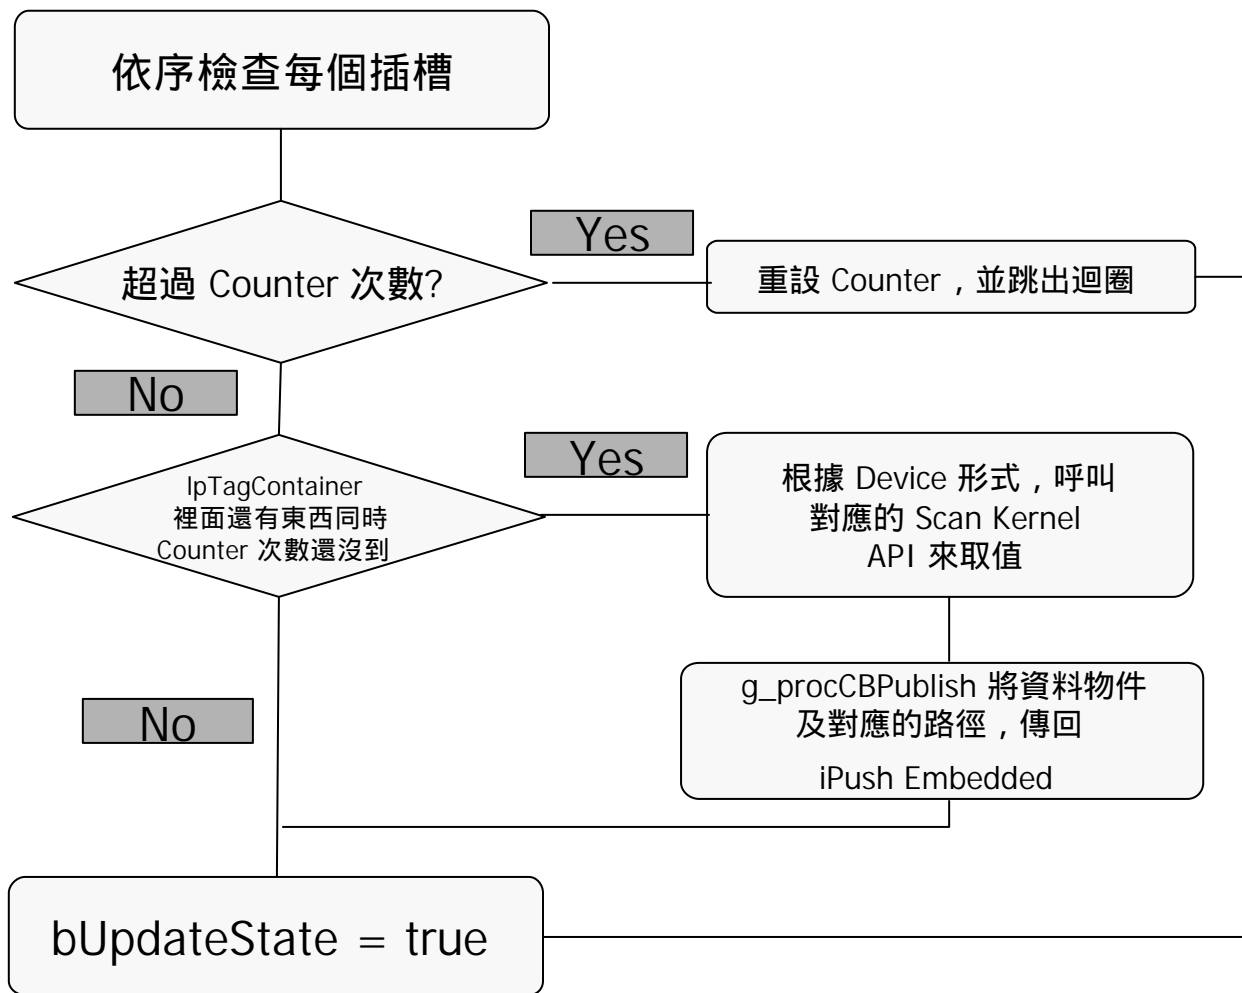 依序檢查每個插槽
Yes
超過 Counter 次數?
重設 Counter，並跳出迴圈
No
Yes
lpTagContainer
裡面還有東西同時
Counter 次數還沒到
根據 Device 形式，呼叫
對應的 Scan Kernel
API 來取值
No
g_procCBPublish 將資料物件
及對應的路徑，傳回
iPush Embedded
bUpdateState = true